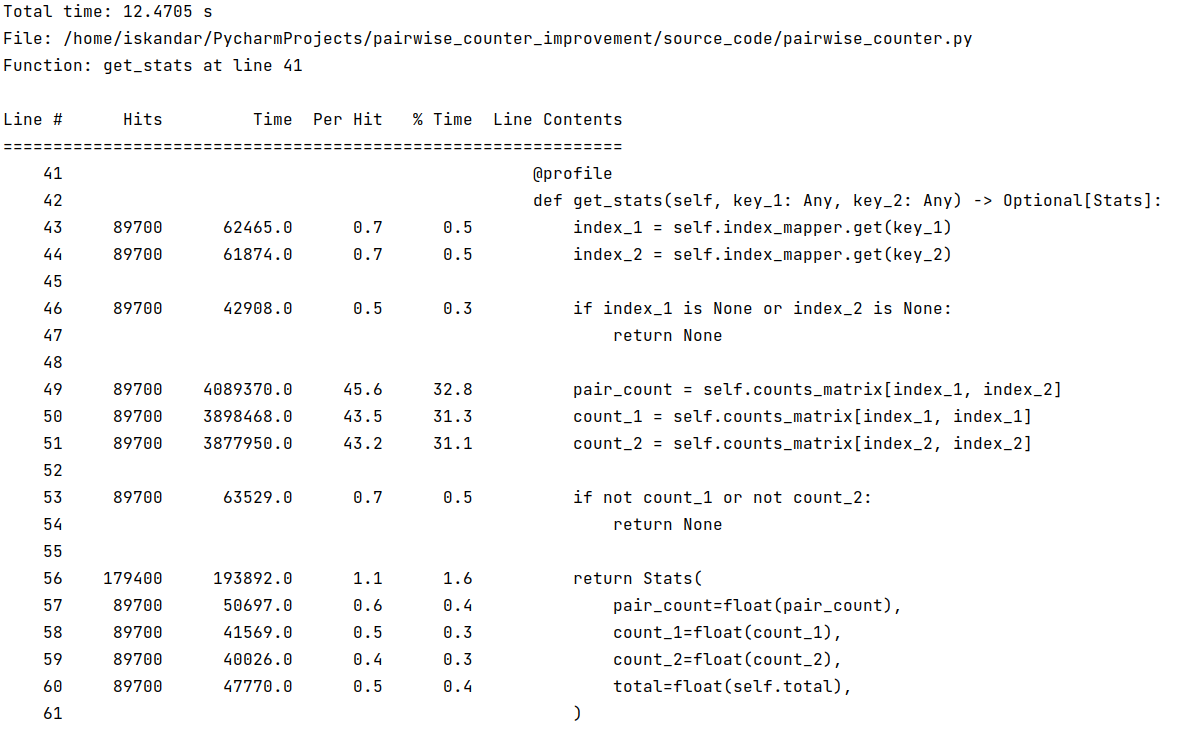 Total time: 12.4705 s
File: /home/iskandar/PycharmProjects/pairwise_counter_improvement/source_code/pairwise_counter.py
Function: get_stats at line 41

Line #      Hits         Time  Per Hit   % Time  Line Contents
==============================================================
    41                                               @profile
    42                                               def get_stats(self, key_1: Any, key_2: Any) -> Optional[Stats]:
    43     89700      62465.0      0.7      0.5          index_1 = self.index_mapper.get(key_1)
    44     89700      61874.0      0.7      0.5          index_2 = self.index_mapper.get(key_2)
    45
    46     89700      42908.0      0.5      0.3          if index_1 is None or index_2 is None:
    47                                                       return None
    48
    49     89700    4089370.0     45.6     32.8          pair_count = self.counts_matrix[index_1, index_2]
    50     89700    3898468.0     43.5     31.3          count_1 = self.counts_matrix[index_1, index_1]
    51     89700    3877950.0     43.2     31.1          count_2 = self.counts_matrix[index_2, index_2]
    52
    53     89700      63529.0      0.7      0.5          if not count_1 or not count_2:
    54                                                       return None
    55
    56    179400     193892.0      1.1      1.6          return Stats(
    57     89700      50697.0      0.6      0.4              pair_count=float(pair_count),
    58     89700      41569.0      0.5      0.3              count_1=float(count_1),
    59     89700      40026.0      0.4      0.3              count_2=float(count_2),
    60     89700      47770.0      0.5      0.4              total=float(self.total),
    61                                                   )